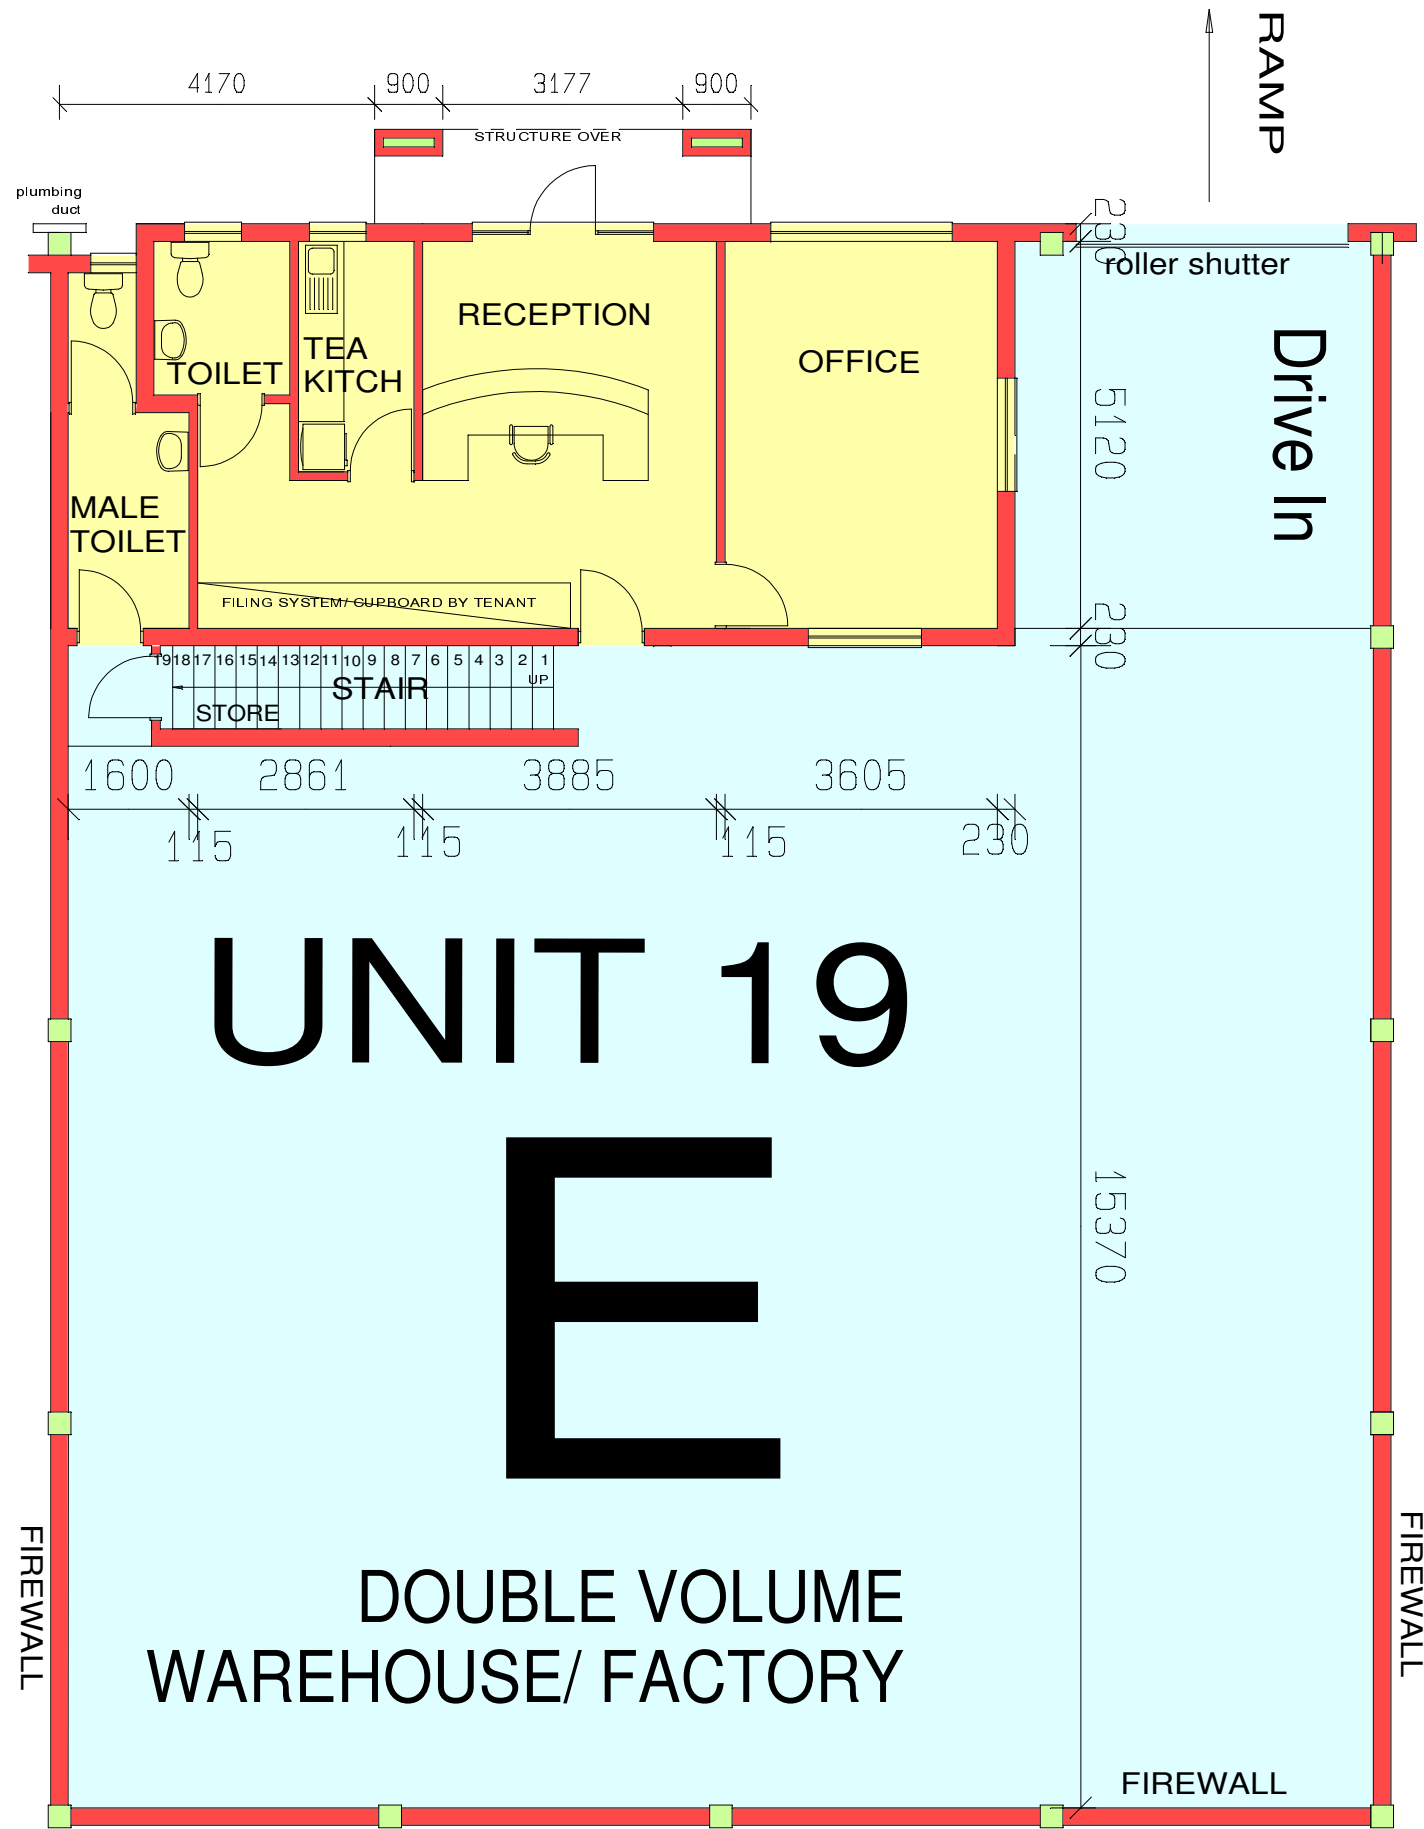 RAMP
4170
900
3177
900
STRUCTURE OVER
plumbing
duct
230
roller shutter
RECEPTION
TEA
KITCH
TOILET
OFFICE
Drive In
5120
MALE
TOILET
FILING SYSTEM/ CUPBOARD BY TENANT
230
19 18 17 16 15 14 13 12 11 10 9 8 7 6 5 4 3 2 1
UP
STAIR
STORE
1600
2861
3885
3605
115
115
115
230
UNIT 19
E
15370
DOUBLE VOLUME
WAREHOUSE/ FACTORY
FIREWALL
FIREWALL
FIREWALL